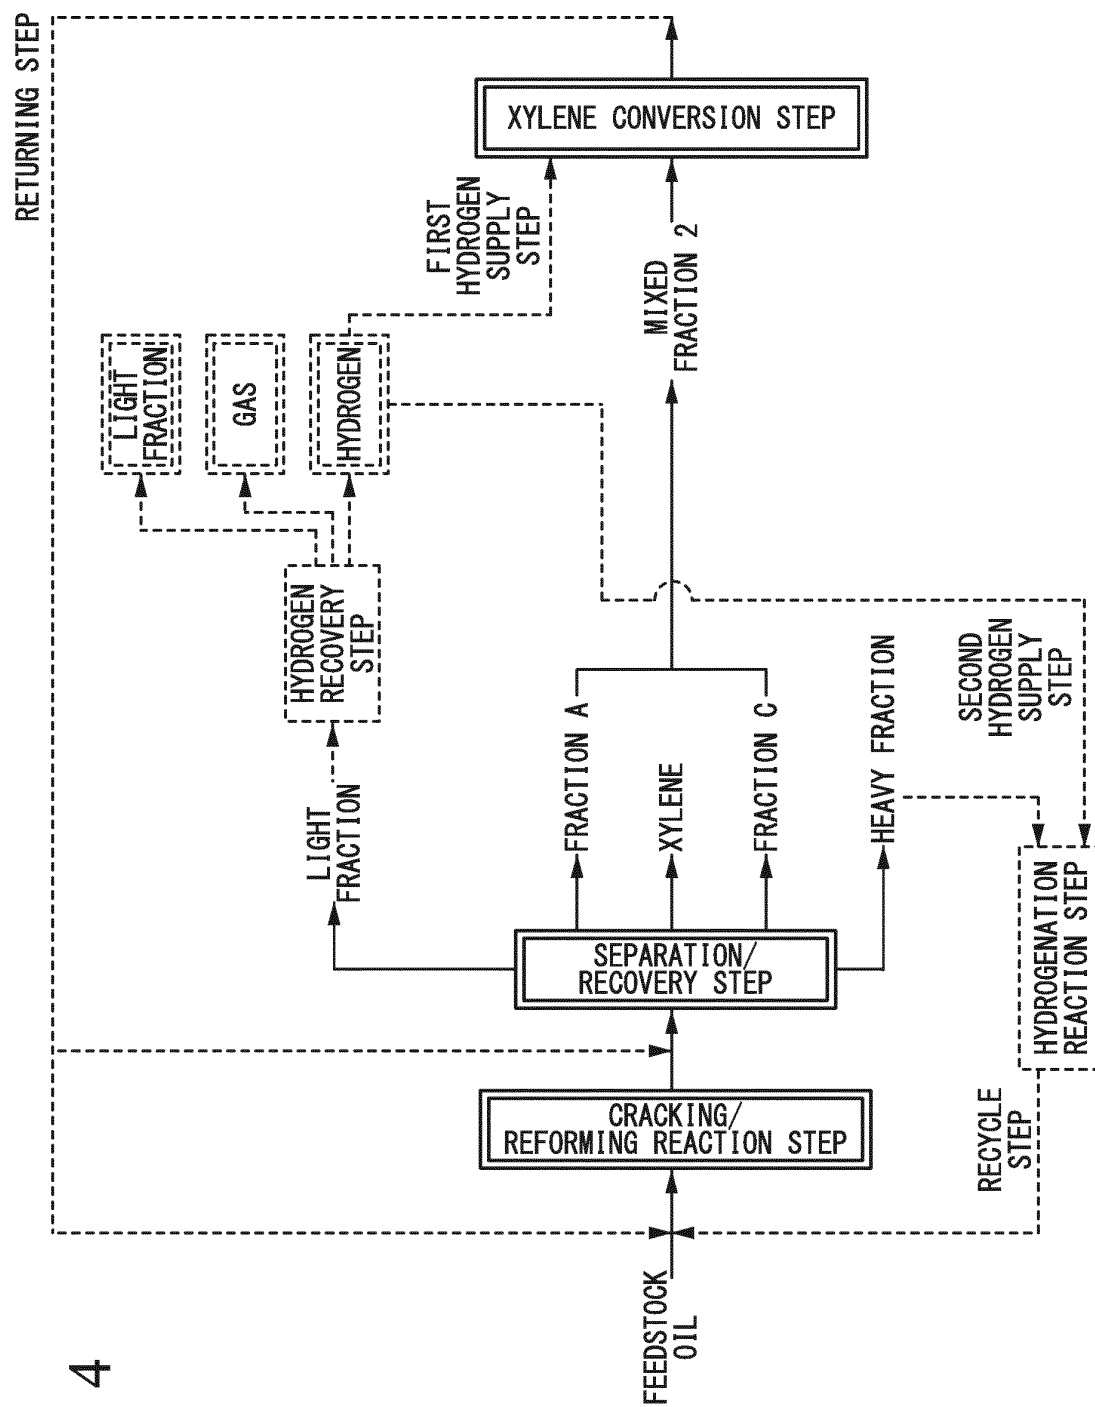 4
RETURNING STEP
LIGHT
FRACTION
GAS
HYDROGEN
HYDROGEN
RECOVERY
STEP
FIRST
HYDROGEN
SUPPLY
STEP
LIGHT
FRACTION
FEEDSTOCK
OIL
CRACKING/
REFORMING REACTION STEP
SEPARATION/
RECOVERY STEP
FRACTION A
XYLENE
FRACTION C
MIXED
FRACTION 2
XYLENE CONVERSION STEP
HEAVY FRACTION
SECOND
HYDROGEN
SUPPLY
STEP
RECYCLE
STEP
HYDROGENATION
REACTION STEP